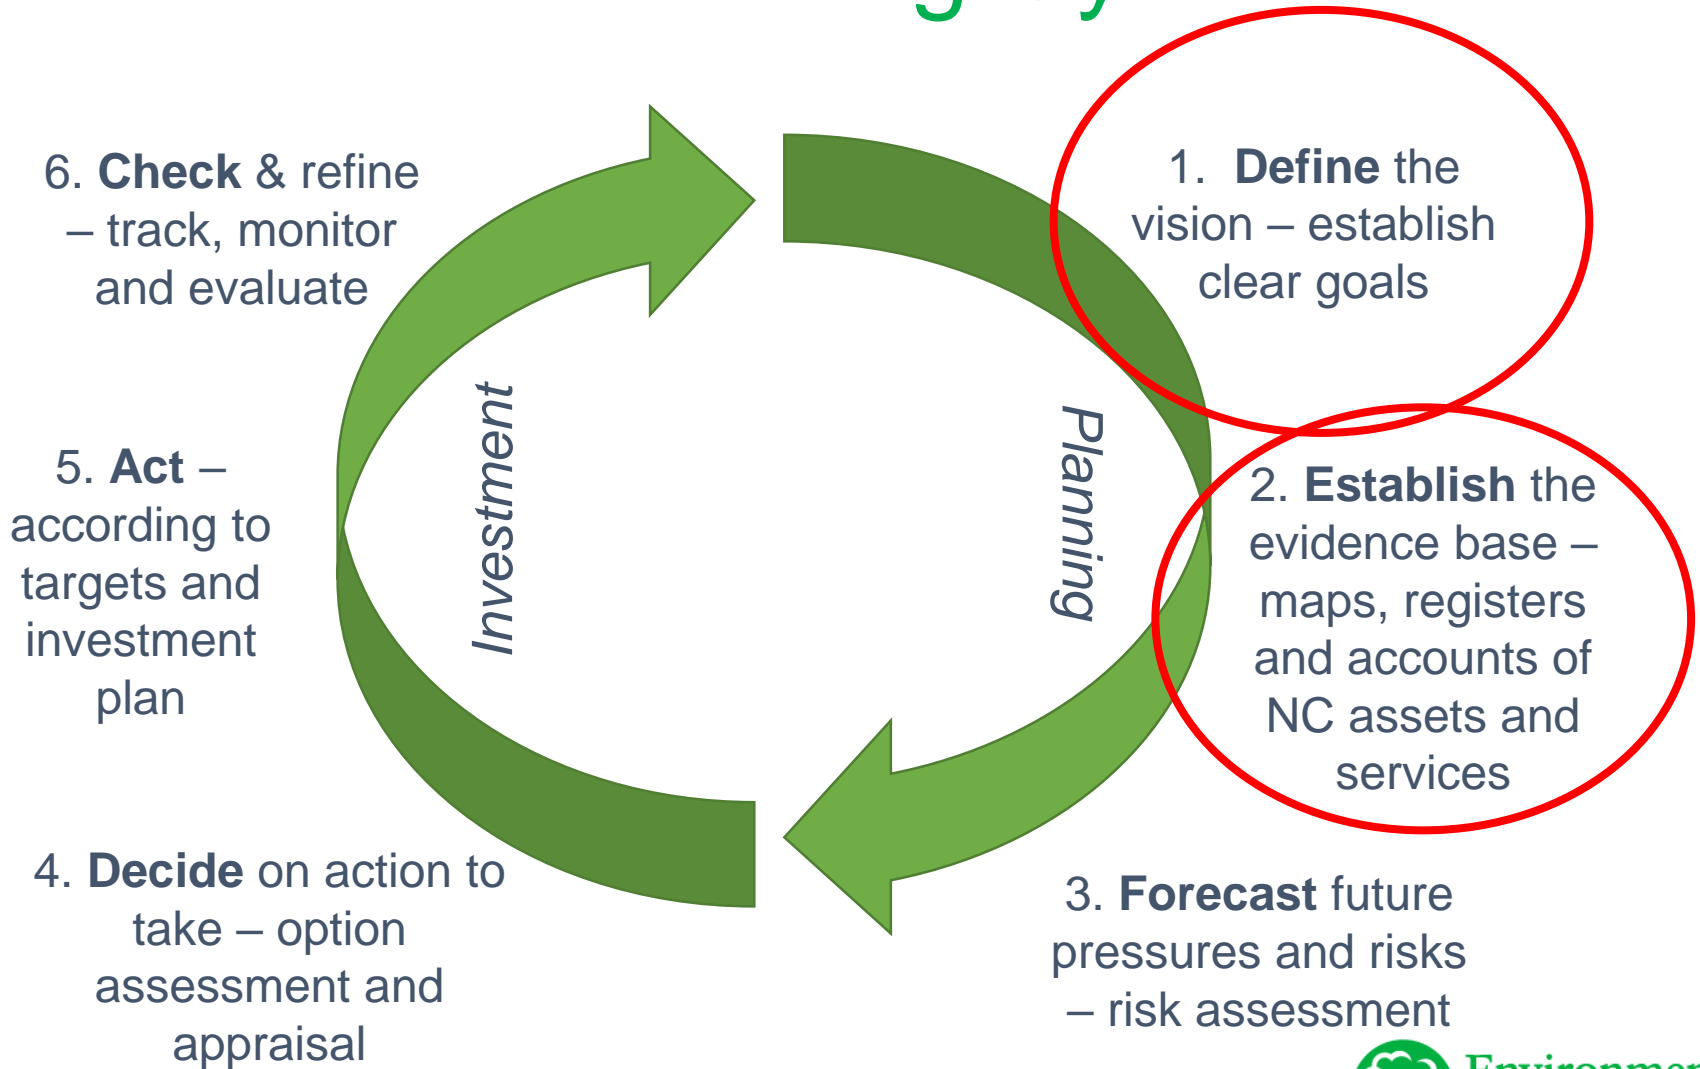 1. Define the
vision – establish
clear goals
2. Establish the
evidence base –
maps, registers
and accounts of
NC assets and
services
3. Forecast future
pressures and risks
– risk assessment
4. Decide on action to
take – option
assessment and
appraisal
5. Act –
according to
targets and
investment
plan
6. Check & refine
– track, monitor
and evaluate
Investment
Planning